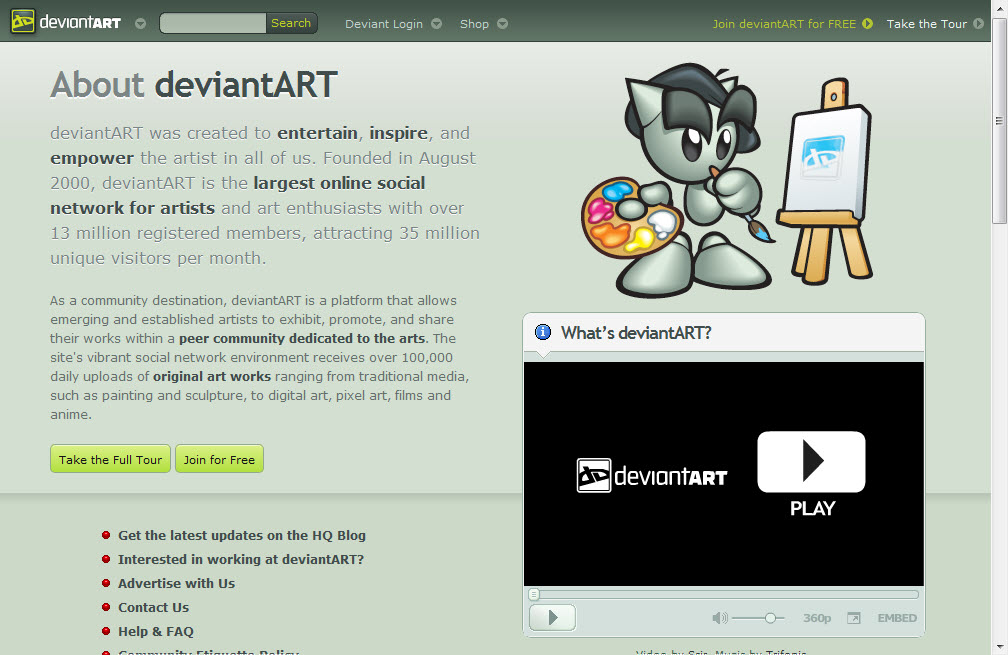 deviantART
Search
Deviant Login
Shop
Join deviantART for FREE
Take the Tour
About deviantART
deviantART was created to entertain, inspire, and
empower the artist in all of us. Founded in August
2000, deviantART is the largest online social
network for artists and art enthusiasts with over
13 million registered members, attracting 35 million
unique visitors per month.
As a community destination, deviantART is a platform that allows
emerging and established artists to exhibit, promote, and share
their works within a peer community dedicated to the arts. The
site's vibrant social network environment receives over 100,000
daily uploads of original art works ranging from traditional media,
such as painting and sculpture, to digital art, pixel art, films and
anime.
Take the Full Tour
Join for Free
Get the latest updates on the HQ Blog
Interested in working at deviantART?
Advertise with Us
Contact Us
Help & FAQ
Community Etiquette Policy
What's deviantART?
deviantART
PLAY
360p
EMBED
Video by
Music by